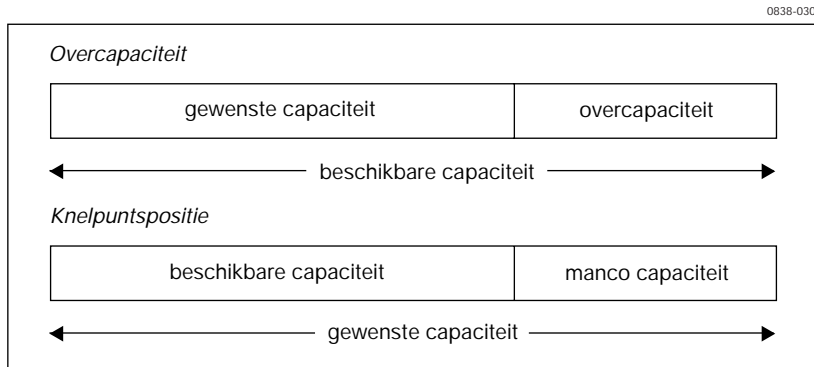 0838-030
Overcapaciteit
gewenste capaciteit overcapaciteit
beschikbare capaciteit
Knelpuntspositie
beschikbare capaciteit manco capaciteit
gewenste capaciteit